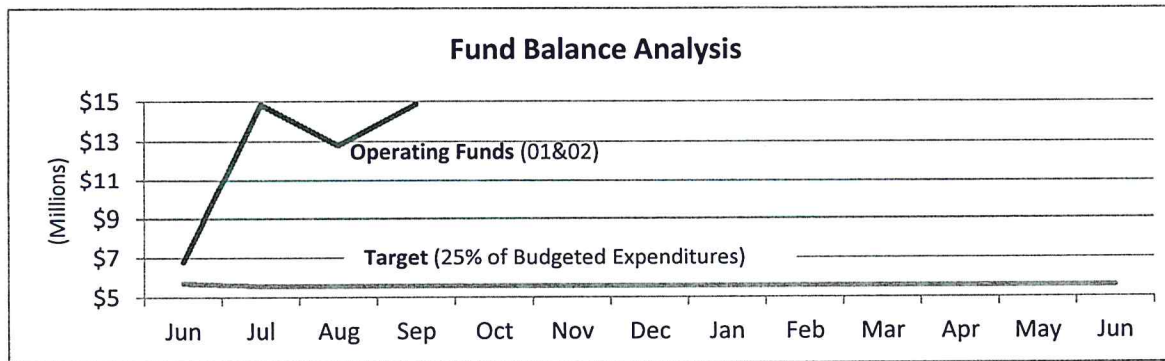 Fund Balance Analysis
$15
$13
$11
$9
$7
$5
(Millions)
Operating Funds (01&02)
Target (25% of Budgeted Expenditures)
Jun Jul Aug Sep Oct Nov Dec Jan Feb Mar Apr May Jun